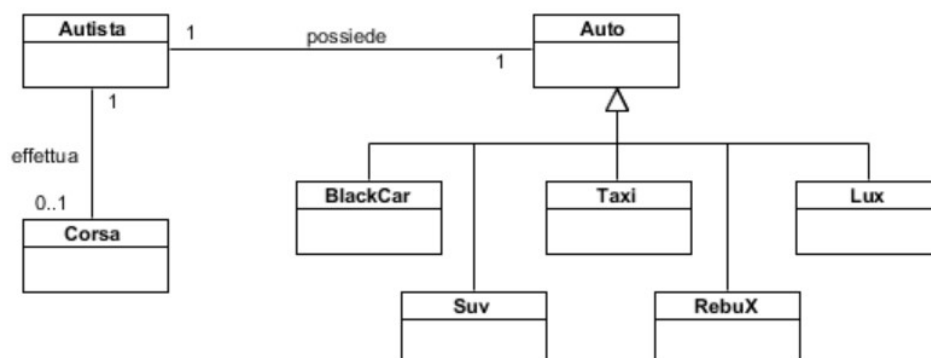 Autista
1
possiede
1
Auto
1
effettua
0..1
Corsa
BlackCar
Taxi
Lux
Suv
RebuX